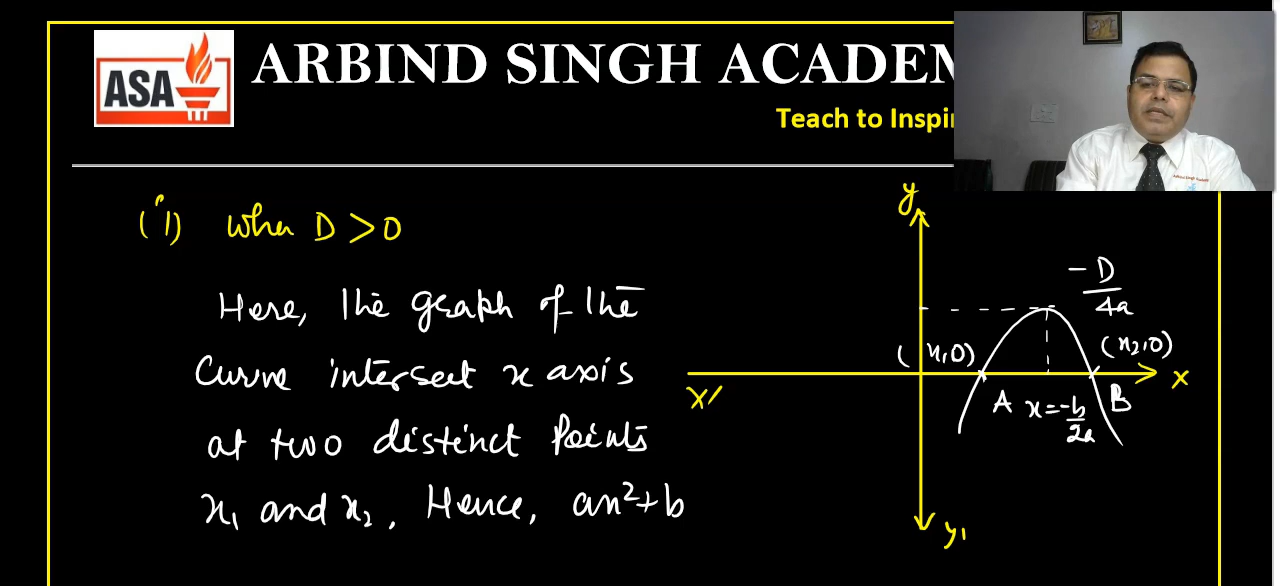 ASA
ARBIND SINGH ACADEM
Teach to Inspi
(i) When D > 0
Here, the graph of the
Curve intersect x axis
at two distinct Points
x₁ and x₂, Hence, ax²+b
y
-D/4a
(x₁,0)
(x₂,0)
X'
X
A
x=-b/2a
B
y₁